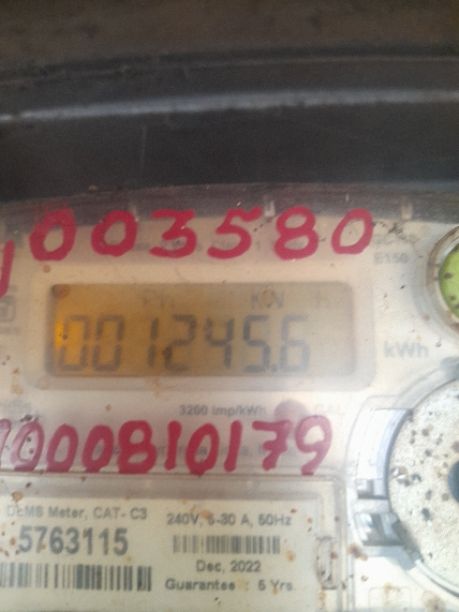 003580
E150
KW H
001245.6
kWh
3200 imp/kWh
000810179
DEMS Meter, CAT- C3
240V, 5-30 A, 50Hz
5763115
Dec, 2022
Guarantee : 5 Yrs.